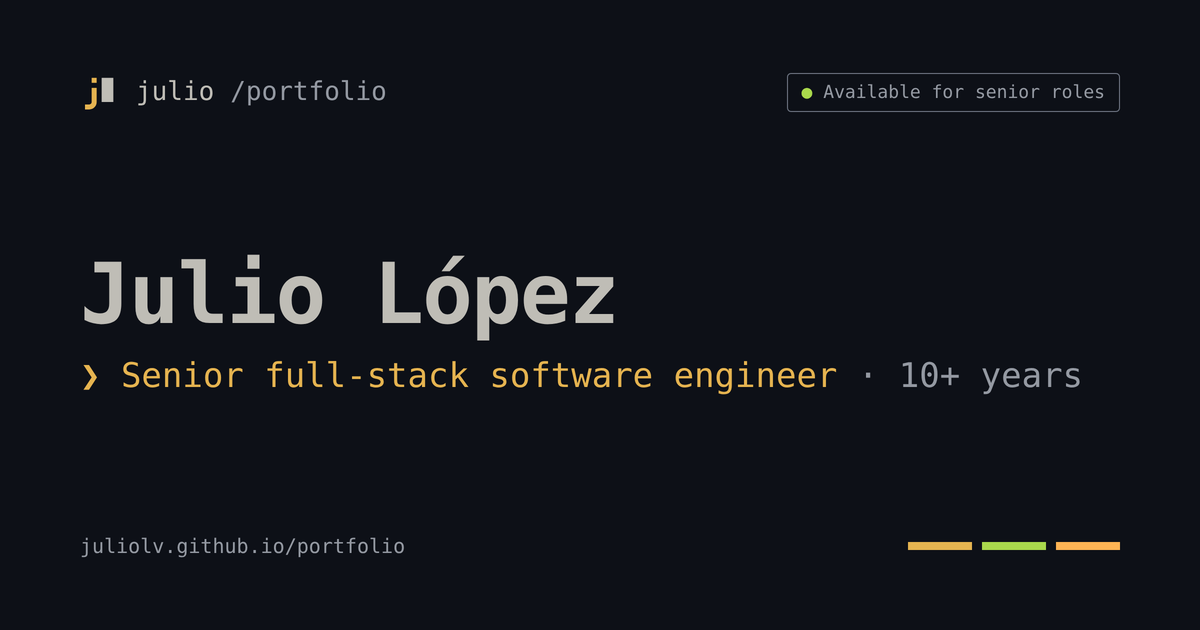 j julio /portfolio
Available for senior roles
Julio López
❯ Senior full-stack software engineer · 10+ years
juliolv.github.io/portfolio